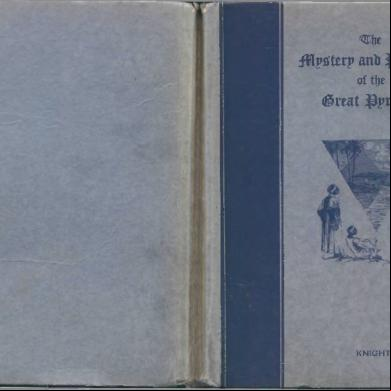 The
Mystery and P
of the
Great Pyr
KNIGHT